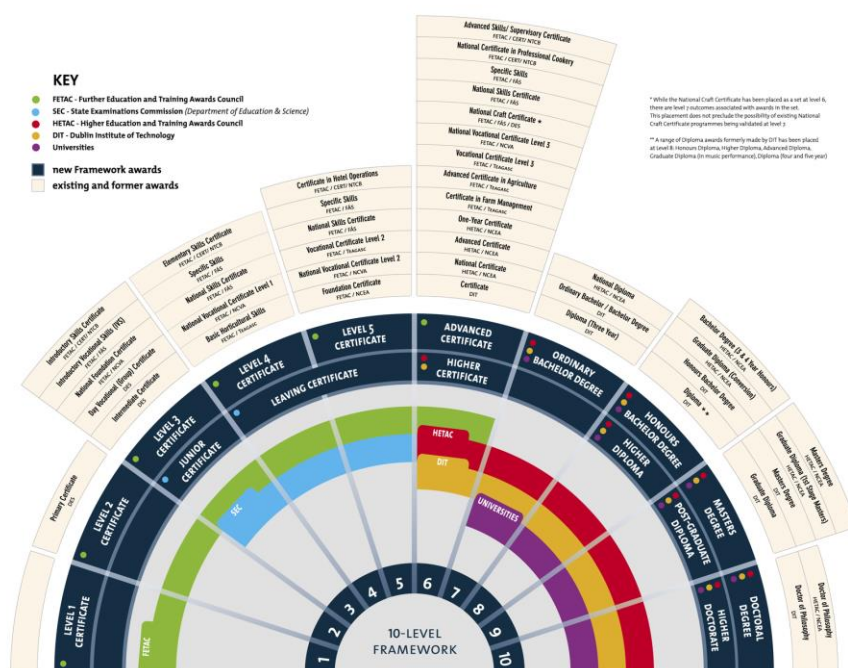 KEY
FETAC - Further Education and Training Awards Council
SEC - State Examinations Commission (Department of Education & Science)
HETAC - Higher Education and Training Awards Council
DIT - Dublin Institute of Technology
Universities
new Framework awards
existing and former awards
* While the National Craft Certificate has been placed as a set at level 6,
there are level 7 outcomes associated with awards in the set.
This placement does not preclude the possibility of existing National
Craft Certificate programmes being validated at level 7
** A range of Diploma awards formerly made by DIT has been placed
at Level 8: Honours Diploma, Higher Diploma, Advanced Diploma,
Graduate Diploma (in music performance), Diploma (four and five year)
Primary Certificate
DES
Introductory Skills Certificate
FETAC / CERT/ NTCB
Introductory Vocational Skills (IVS)
FETAC / FÁS
National Foundation Certificate
FETAC / NCVA
Day Vocational (Group) Certificate
DES
Intermediate Certificate
DES
Elementary Skills Certificate
FETAC / CERT/ NTCB
Specific Skills
FETAC / FÁS
National Skills Certificate
FETAC / FÁS
National Vocational Certificate Level 1
FETAC / NCVA
Basic Horticultural Skills
FETAC / TEAGASC
Certificate in Hotel Operations
FETAC / CERT/ NTCB
Specific Skills
FETAC / FÁS
National Skills Certificate
FETAC / FÁS
Vocational Certificate Level 2
FETAC / TEAGASC
National Vocational Certificate Level 2
FETAC / NCVA
Foundation Certificate
FETAC / NCEA
Advanced Skills/ Supervisory Certificate
FETAC / CERT/ NTCB
National Certificate in Professional Cookery
FETAC / CERT/ NTCB
Specific Skills
FETAC / FÁS
National Skills Certificate
FETAC / FÁS
National Craft Certificate *
FETAC / FÁS /DES
National Vocational Certificate Level 3
FETAC / NCVA
Vocational Certificate Level 3
FETAC / TEAGASC
Advanced Certificate in Agriculture
FETAC / TEAGASC
Certificate in Farm Management
FETAC / TEAGASC
One-Year Certificate
HETAC / NCEA
Advanced Certificate
HETAC / NCEA
National Certificate
HETAC / NCEA
Certificate
DIT
National Diploma
HETAC / NCEA
Ordinary Bachelor / Bachelor Degree
DIT
Diploma (Three Year)
DIT
Bachelor Degree (3 & 4 Year Honours)
HETAC / NCEA
Graduate Diploma (Conversion)
HETAC / NCEA
Honours Bachelor Degree
DIT
Diploma * *
DIT
Masters Degree
HETAC / NCEA
Graduate Diploma (1St Stage Masters)
HETAC / NCEA
Masters Degree
DIT
Graduate Diploma
DIT
Doctor of Philosophy
HETAC / NCEA
Doctor of Philosophy
DIT
LEVEL 1
CERTIFICATE
LEVEL 2
CERTIFICATE
LEVEL 3
CERTIFICATE
JUNIOR
CERTIFICATE
LEVEL 4
CERTIFICATE
LEVEL 5
CERTIFICATE
LEAVING CERTIFICATE
ADVANCED
CERTIFICATE
HIGHER
CERTIFICATE
ORDINARY
BACHELOR DEGREE
HONOURS
BACHELOR DEGREE
HIGHER
DIPLOMA
MASTERS
DEGREE
POST-GRADUATE
DIPLOMA
DOCTORAL
DEGREE
HIGHER
DOCTORATE
FETAC
SEC
HETAC
DIT
UNIVERSITIES
1
2
3
4
5
6
7
8
9
10
10-LEVEL
FRAMEWORK